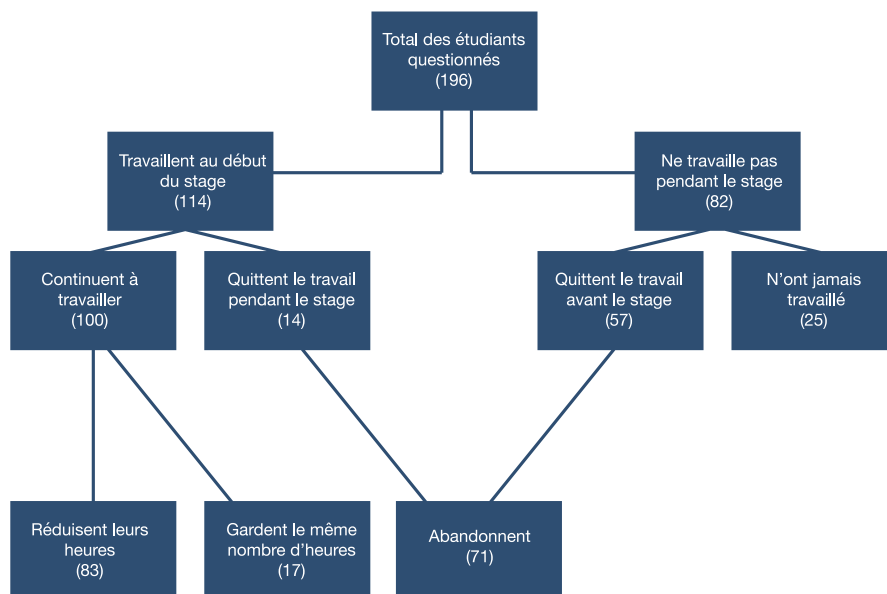 Total des étudiants
questionnés
(196)
Travaillent au début
du stage
(114)
Ne travaille pas
pendant le stage
(82)
Continuent à
travailler
(100)
Quittent le travail
pendant le stage
(14)
Quittent le travail
avant le stage
(57)
N'ont jamais
travaillé
(25)
Réduisent leurs
heures
(83)
Gardent le même
nombre d'heures
(17)
Abandonnent
(71)